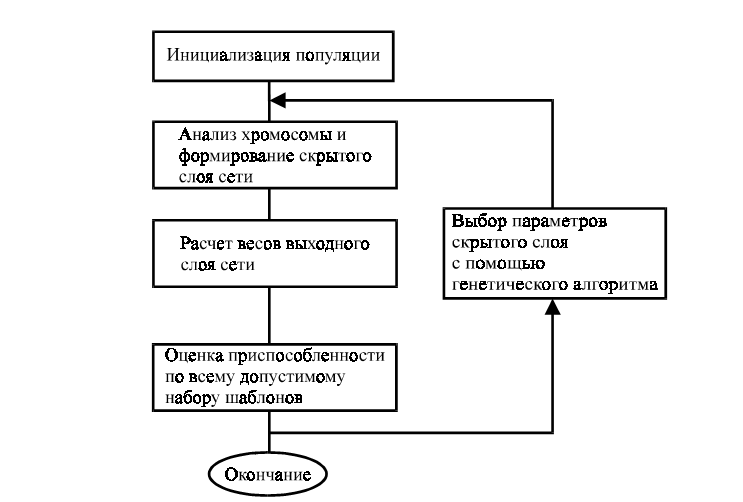 Инициализация популяции
Анализ хромосомы и
формирование скрытого
слоя сети
Расчет весов выходного
слоя сети
Выбор параметров
скрытого слоя
с помощью
генетического алгоритма
Оценка приспособленности
по всему допустимому
набору шаблонов
Окончание